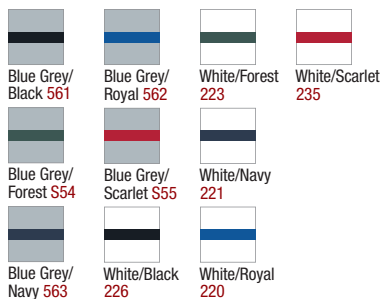 Blue Grey/
Black 561
Blue Grey/
Royal 562
White/Forest
223
White/Scarlet
235
Blue Grey/
Forest S54
Blue Grey/
Scarlet S55
White/Navy
221
Blue Grey/
Navy 563
White/Black
226
White/Royal
220